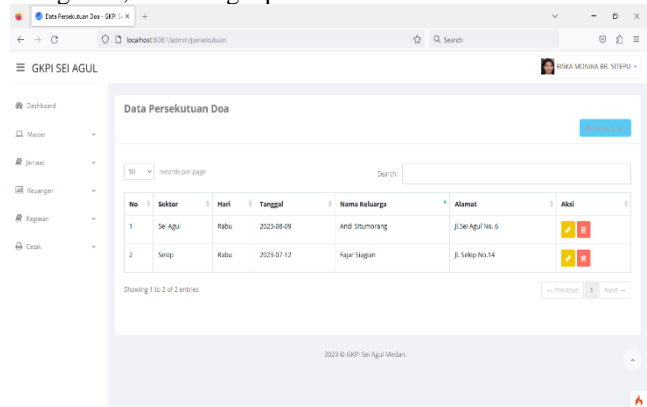 Data Persekutuan Doa - GKPI Se
localhost:8081/admin/persekutuan
Search
GKPI SEI AGUL
RISKA MONIKA BR. SITEPU
Dashboard
Master
Jemaat
Keuangan
Kegiatan
Cetak
Data Persekutuan Doa
10 records per page
Search:
No Sektor Hari Tanggal Nama Keluarga Alamat Aksi
1 Sei Agul Rabu 2023-08-09 Andi Situmorang Jl.Sei Agul No. 6
2 Sekip Rabu 2023-07-12 Fajar Siagian Jl. Sekip No.14
Showing 1 to 2 of 2 entries
← Previous 1 Next →
2023 © GKPI Sei Agul Medan.